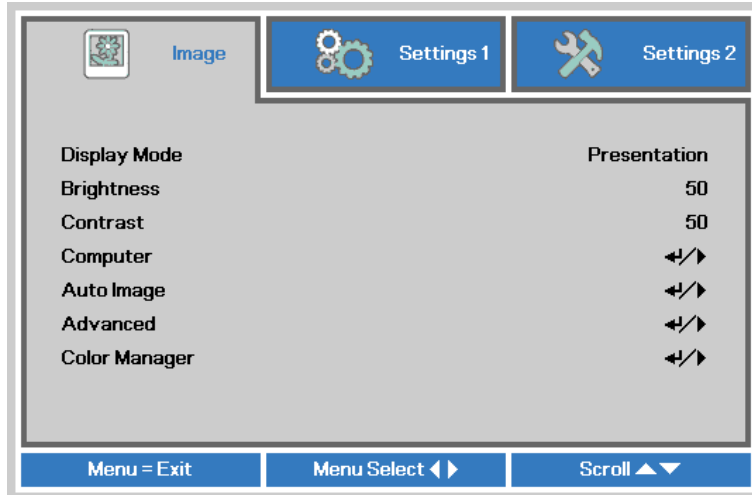 Image Settings 1 Settings 2
Display Mode Presentation
Brightness 50
Contrast 50
Computer ↵/▶
Auto Image ↵/▶
Advanced ↵/▶
Color Manager ↵/▶
Menu = Exit Menu Select ◀▶ Scroll ▲▼